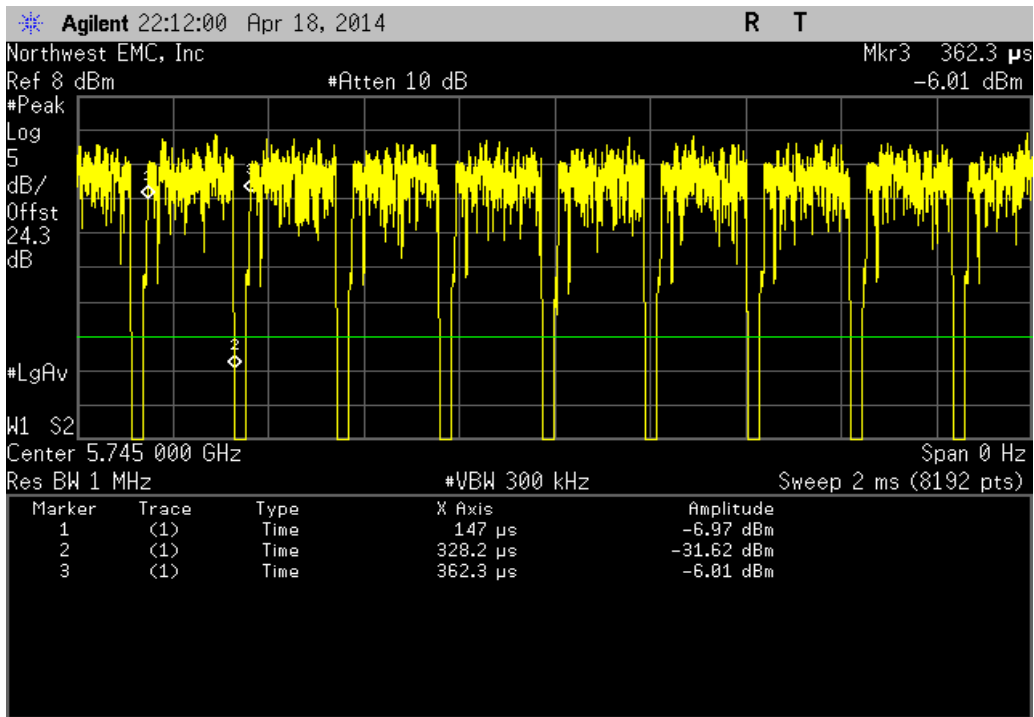 Agilent 22:12:00 Apr 18, 2014 R T
Northwest EMC, Inc Mkr3 362.3 µs
Ref 8 dBm #Atten 10 dB -6.01 dBm
#Peak
Log
5
dB/
Offst
24.3
dB
1
3
2
#LgAv
W1 S2
Center 5.745 000 GHz Span 0 Hz
Res BW 1 MHz #VBW 300 kHz Sweep 2 ms (8192 pts)
Marker Trace Type X Axis Amplitude
1 (1) Time 147 µs -6.97 dBm
2 (1) Time 328.2 µs -31.62 dBm
3 (1) Time 362.3 µs -6.01 dBm